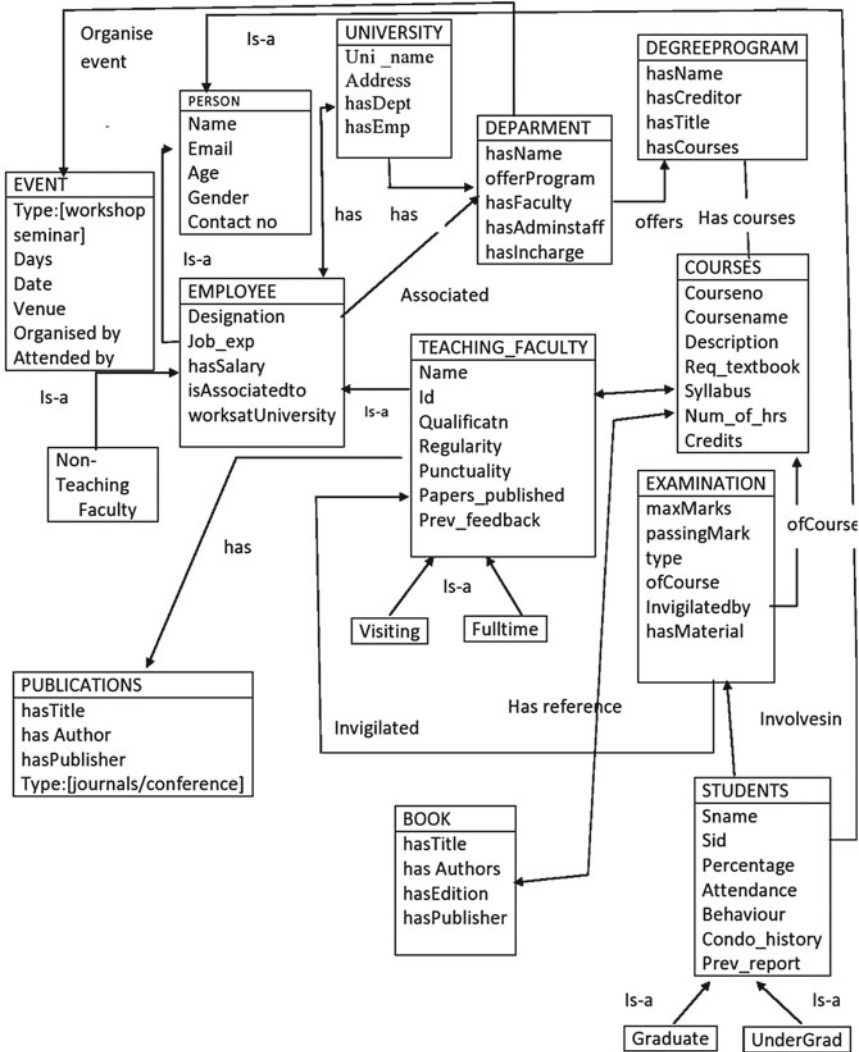 Organise
event
Is-a
UNIVERSITY
Uni _name
Address
hasDept
hasEmp
DEGREEPROGRAM
hasName
hasCreditor
hasTitle
hasCourses
PERSON
Name
Email
Age
Gender
Contact no
DEPARMENT
hasName
offerProgram
hasFaculty
hasAdminstaff
hasIncharge
EVENT
Type:[workshop
seminar]
Days
Date
Venue
Organised by
Attended by
has
has
offers
Has courses
Is-a
EMPLOYEE
Designation
Job_exp
hasSalary
isAssociatedto
worksatUniversity
Associated
COURSES
Courseno
Coursename
Description
Req_textbook
Syllabus
Num_of_hrs
Credits
TEACHING_FACULTY
Name
Id
Qualificatn
Regularity
Punctuality
Papers_published
Prev_feedback
Is-a
Is-a
Non-
Teaching
Faculty
EXAMINATION
maxMarks
passingMark
type
ofCourse
Invigilatedby
hasMaterial
ofCourse
has
Is-a
Visiting
Fulltime
PUBLICATIONS
hasTitle
has Author
hasPublisher
Type:[journals/conference]
Invigilated
Has reference
Involvesin
BOOK
hasTitle
has Authors
hasEdition
hasPublisher
STUDENTS
Sname
Sid
Percentage
Attendance
Behaviour
Condo_history
Prev_report
Is-a
Is-a
Graduate
UnderGrad